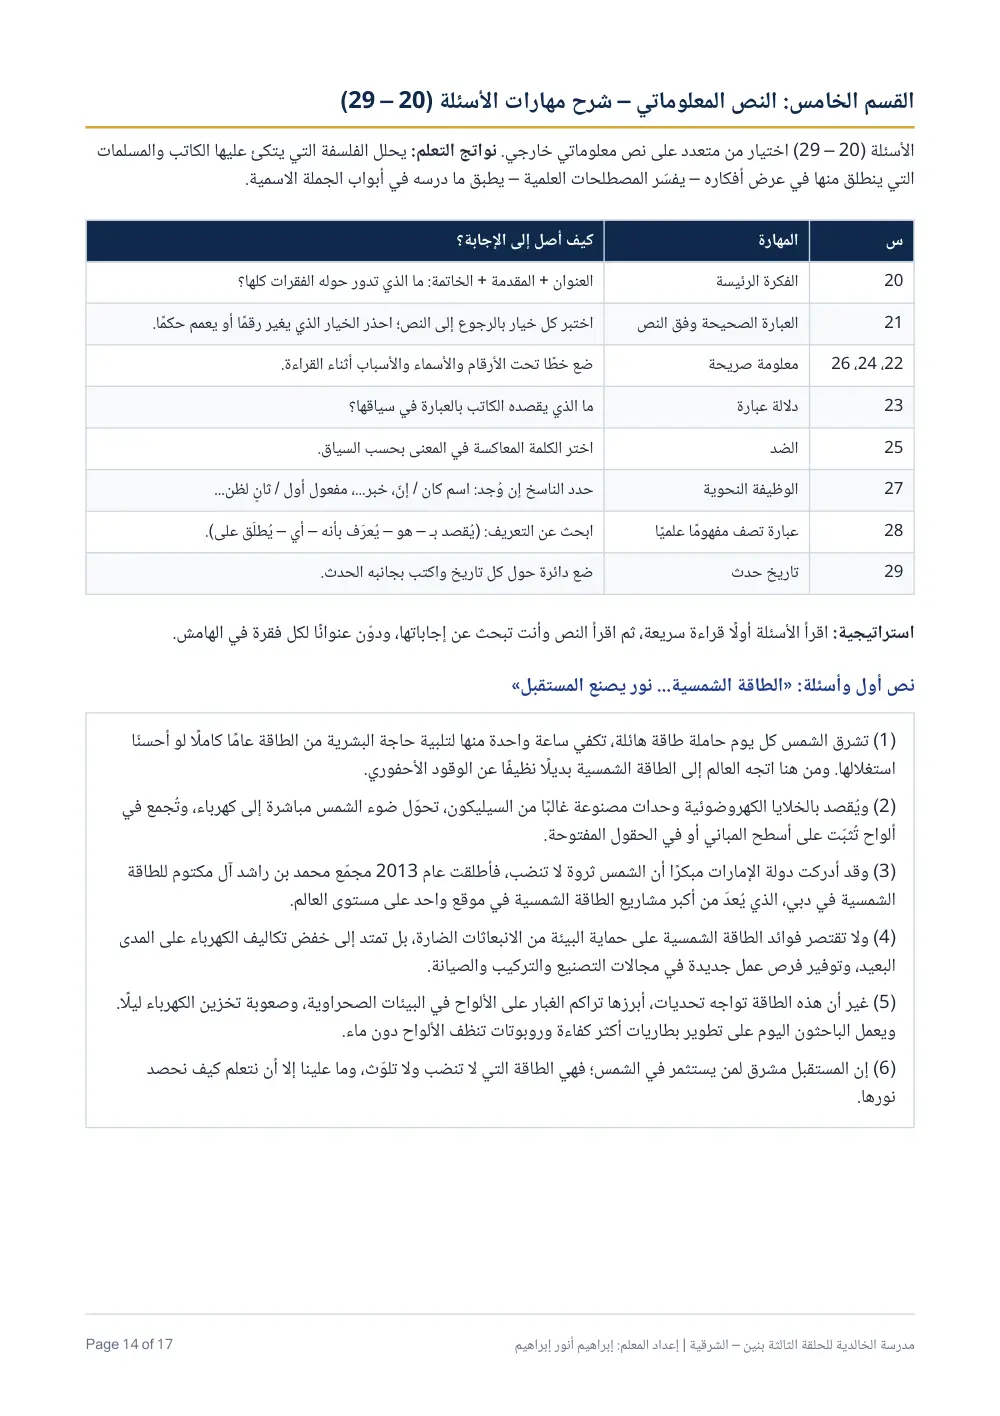 القسم الخامس: النص المعلوماتي – شرح مهارات الأسئلة (20 – 29)
الأسئلة (20 – 29) اختيار من متعدد على نص معلوماتي خارجي. نواتج التعلم: يحلل الفلسفة التي يتكئ عليها الكاتب والمسلمات
التي ينطلق منها في عرض أفكاره – يفسّر المصطلحات العلمية – يطبق ما درسه في أبواب الجملة الاسمية.
س المهارة كيف أصل إلى الإجابة؟
20 الفكرة الرئيسة العنوان + المقدمة + الخاتمة: ما الذي تدور حوله الفقرات كلها؟
21 العبارة الصحيحة وفق النص اختبر كل خيار بالرجوع إلى النص؛ احذر الخيار الذي يغير رقمًا أو يعمم حكمًا.
22، 24، 26 معلومة صريحة ضع خطًا تحت الأرقام والأسماء والأسباب أثناء القراءة.
23 دلالة عبارة ما الذي يقصده الكاتب بالعبارة في سياقها؟
25 الضد اختر الكلمة المعاكسة في المعنى بحسب السياق.
27 الوظيفة النحوية حدد الناسخ إن وُجد: اسم كان / إنّ، خبر...، مفعول أول / ثانٍ لظن...
28 عبارة تصف مفهومًا علميًا ابحث عن التعريف: (يُقصد بـ – هو – يُعرَف بأنه – أي – يُطلَق على).
29 تاريخ حدث ضع دائرة حول كل تاريخ واكتب بجانبه الحدث.
استراتيجية: اقرأ الأسئلة أولًا قراءة سريعة، ثم اقرأ النص وأنت تبحث عن إجاباتها، ودوّن عنوانًا لكل فقرة في الهامش.
نص أول وأسئلة: «الطاقة الشمسية... نور يصنع المستقبل»
(1) تشرق الشمس كل يوم حاملة طاقة هائلة، تكفي ساعة واحدة منها لتلبية حاجة البشرية من الطاقة عامًا كاملًا لو أحسنّا
استغلالها. ومن هنا اتجه العالم إلى الطاقة الشمسية بديلًا نظيفًا عن الوقود الأحفوري.
(2) ويُقصد بالخلايا الكهروضوئية وحدات مصنوعة غالبًا من السيليكون، تحوّل ضوء الشمس مباشرة إلى كهرباء، وتُجمع في
ألواح تُثبّت على أسطح المباني أو في الحقول المفتوحة.
(3) وقد أدركت دولة الإمارات مبكرًا أن الشمس ثروة لا تنضب، فأطلقت عام 2013 مجمّع محمد بن راشد آل مكتوم للطاقة
الشمسية في دبي، الذي يُعدّ من أكبر مشاريع الطاقة الشمسية في موقع واحد على مستوى العالم.
(4) ولا تقتصر فوائد الطاقة الشمسية على حماية البيئة من الانبعاثات الضارة، بل تمتد إلى خفض تكاليف الكهرباء على المدى
البعيد، وتوفير فرص عمل جديدة في مجالات التصنيع والتركيب والصيانة.
(5) غير أن هذه الطاقة تواجه تحديات، أبرزها تراكم الغبار على الألواح في البيئات الصحراوية، وصعوبة تخزين الكهرباء ليلًا.
ويعمل الباحثون اليوم على تطوير بطاريات أكثر كفاءة وروبوتات تنظف الألواح دون ماء.
(6) إن المستقبل مشرق لمن يستثمر في الشمس؛ فهي الطاقة التي لا تنضب ولا تلوّث، وما علينا إلا أن نتعلم كيف نحصد
نورها.
مدرسة الخالدية للحلقة الثالثة بنين – الشرقية | إعداد المعلم: إبراهيم أنور إبراهيم
Page 14 of 17